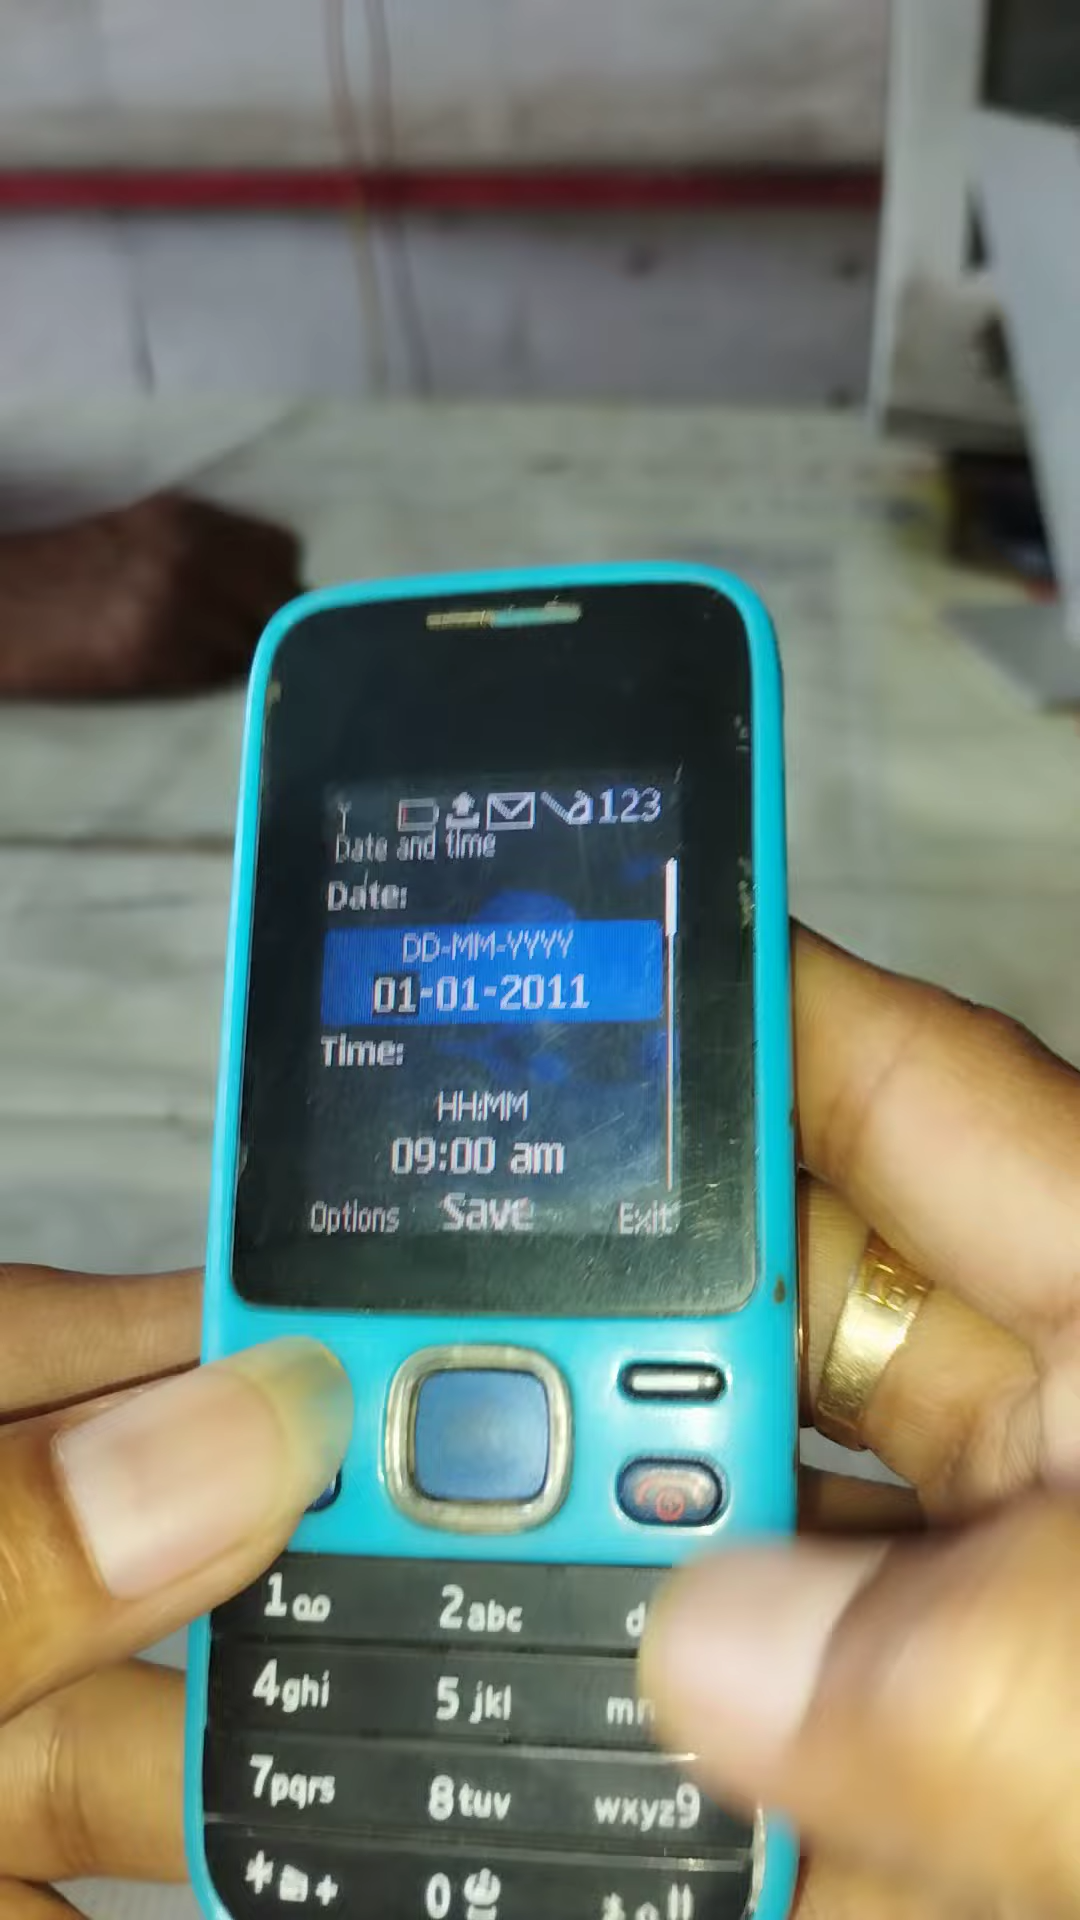 123
Date and time
Date:
DD-MM-YYYY
01-01-2011
Time:
HH:MM
09:00 am
Options Save Exit
1 2abc d
4ghi 5 jkl mn
7pqrs 8tuv wxyz9
* + 0